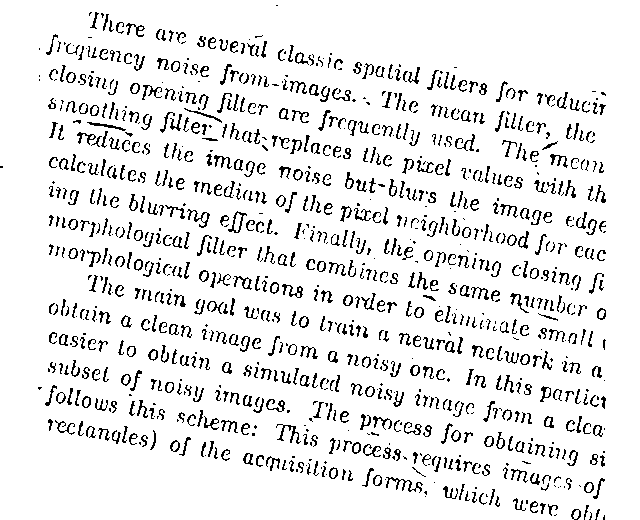 There are several classic spatial filters for reducin
frequency noise from images. The mean filter, the
closing opening filter are frequently used. The mean
smoothing filter that replaces the pixel values with th
It reduces the image noise but blurs the image edge
calculates the median of the pixel neighborhood for eac
ing the blurring effect. Finally, the opening closing fi
morphological filter that combines the same number o
morphological operations in order to eliminate small
The main goal was to train a neural network in a
obtain a clean image from a noisy one. In this particu
easier to obtain a simulated noisy image from a clea
subset of noisy images. The process for obtaining si
follows this scheme: This process requires images of
rectangles) of the acquisition forms, which were obt